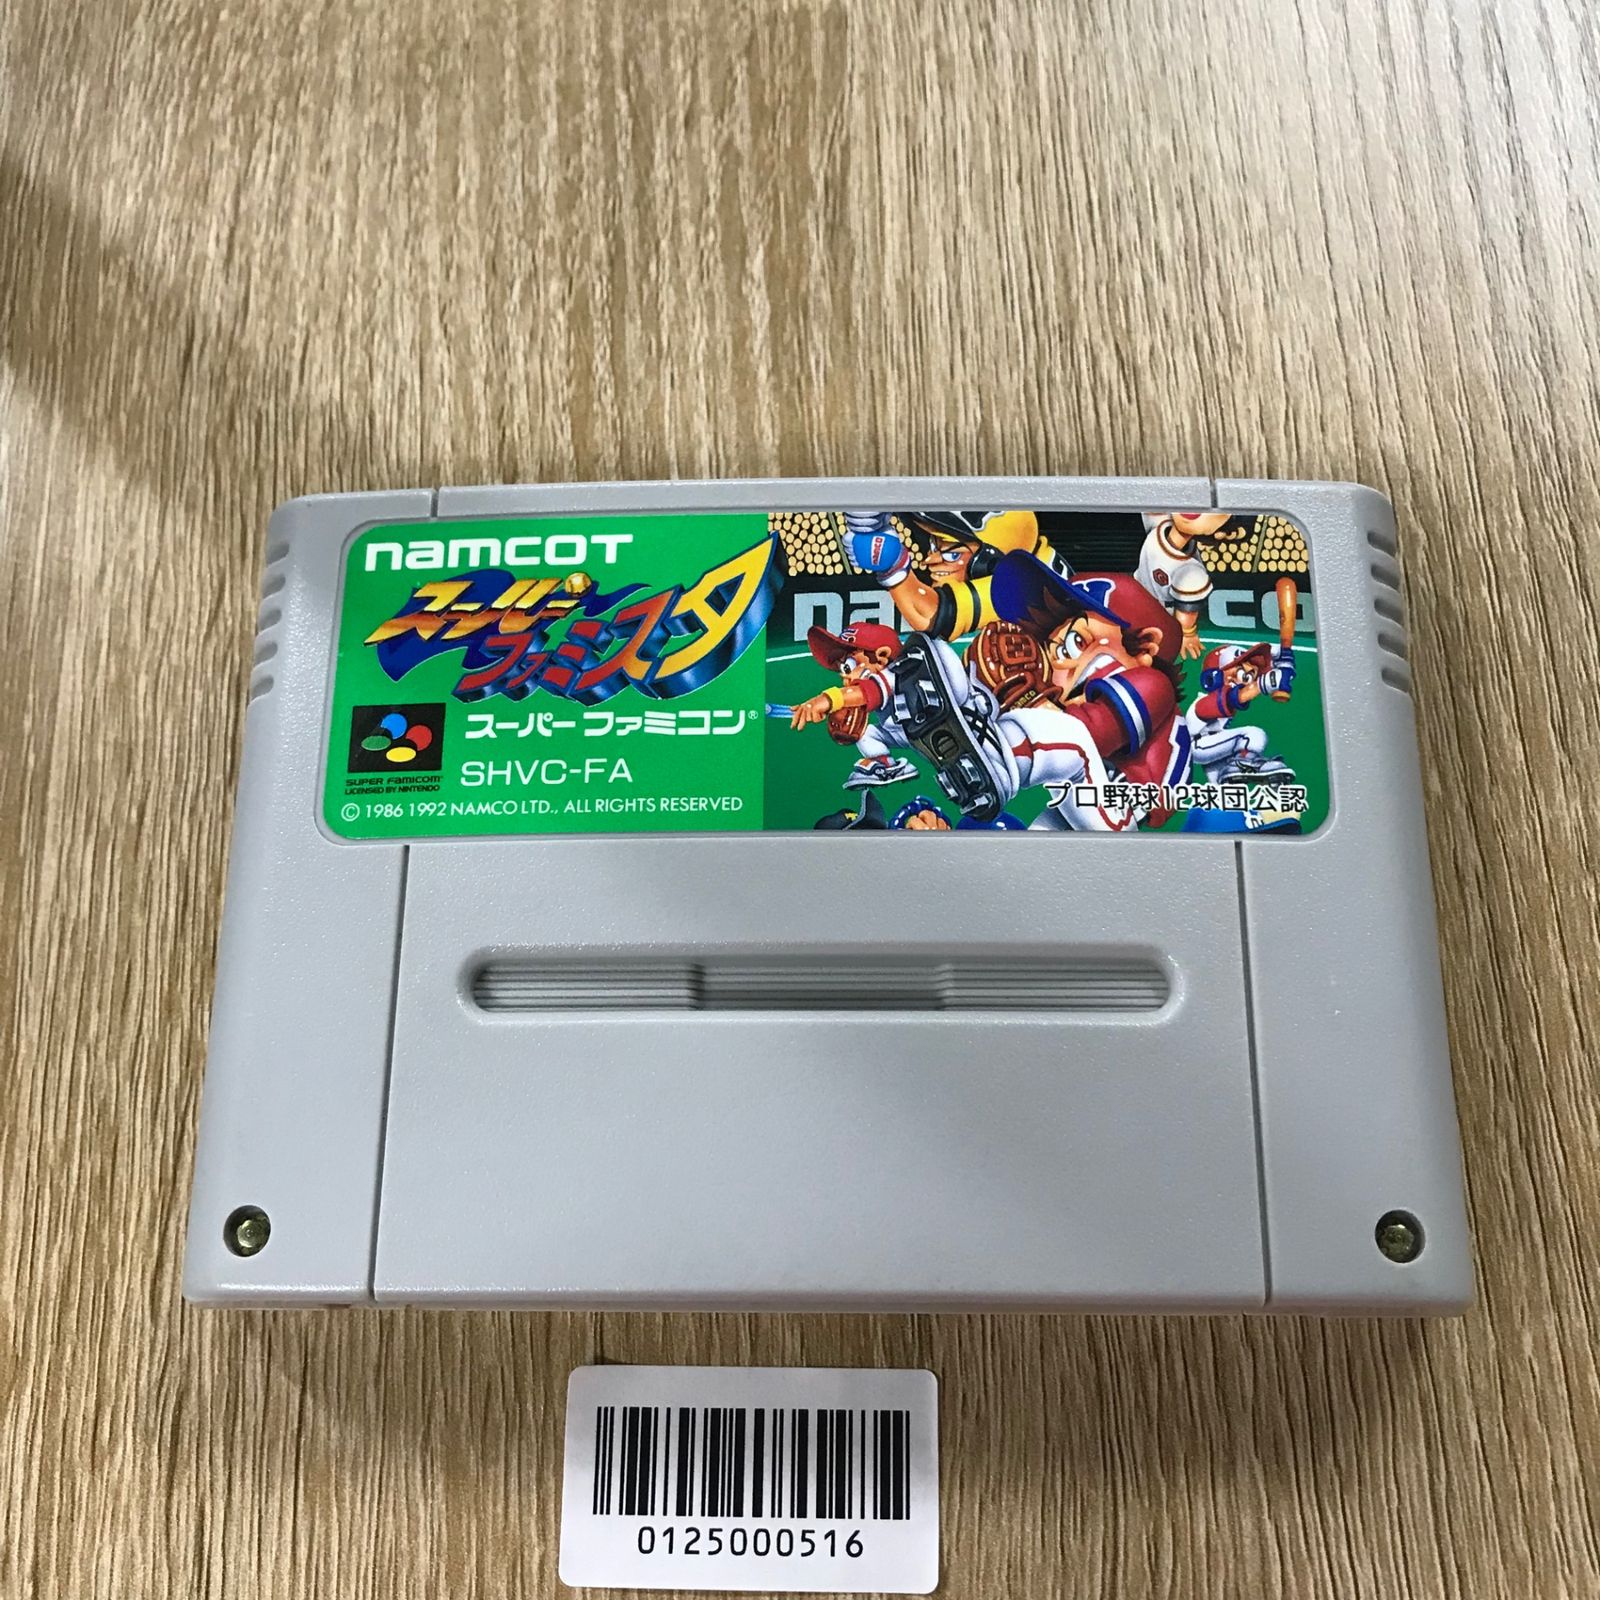 namcot
スーパー
ファミスタ
スーパーファミコン®
SUPER FAMICOM
LICENSED BY NINTENDO
SHVC-FA
© 1986 1992 NAMCO LTD., ALL RIGHTS RESERVED
プロ野球12球団公認
0125000516